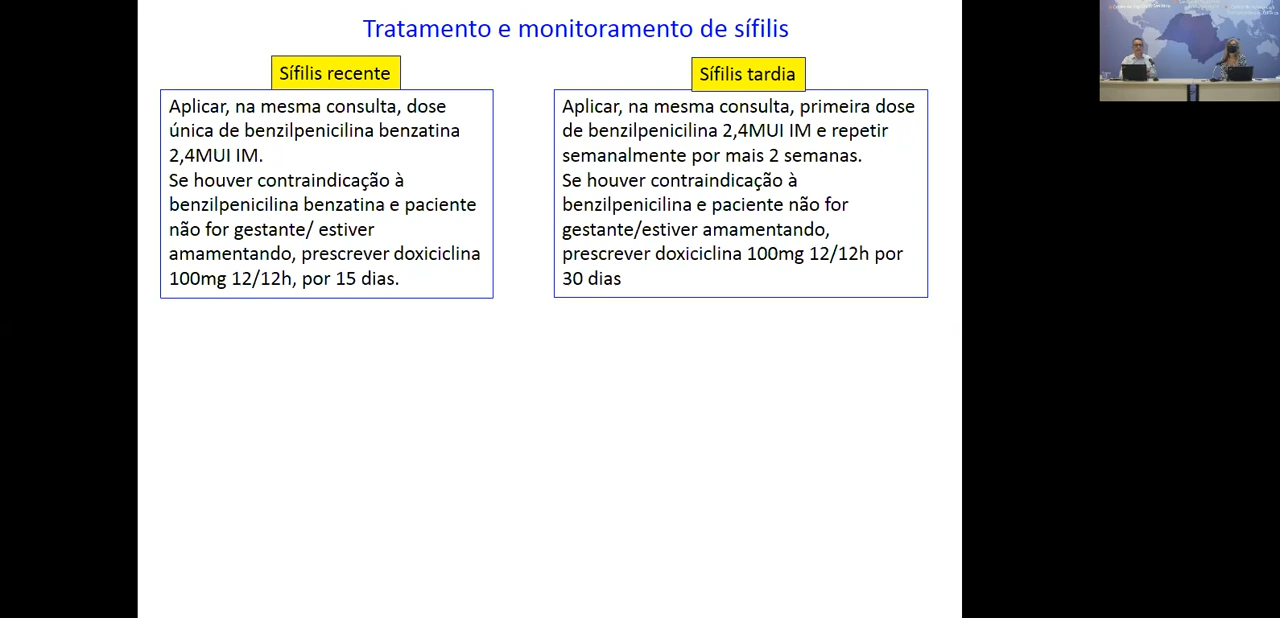 Tratamento e monitoramento de sífilis
Sífilis recente
Aplicar, na mesma consulta, dose
única de benzilpenicilina benzatina
2,4MUI IM.
Se houver contraindicação à
benzilpenicilina benzatina e paciente
não for gestante/ estiver
amamentando, prescrever doxiciclina
100mg 12/12h, por 15 dias.
Sífilis tardia
Aplicar, na mesma consulta, primeira dose
de benzilpenicilina 2,4MUI IM e repetir
semanalmente por mais 2 semanas.
Se houver contraindicação à
benzilpenicilina e paciente não for
gestante/estiver amamentando,
prescrever doxiciclina 100mg 12/12h por
30 dias